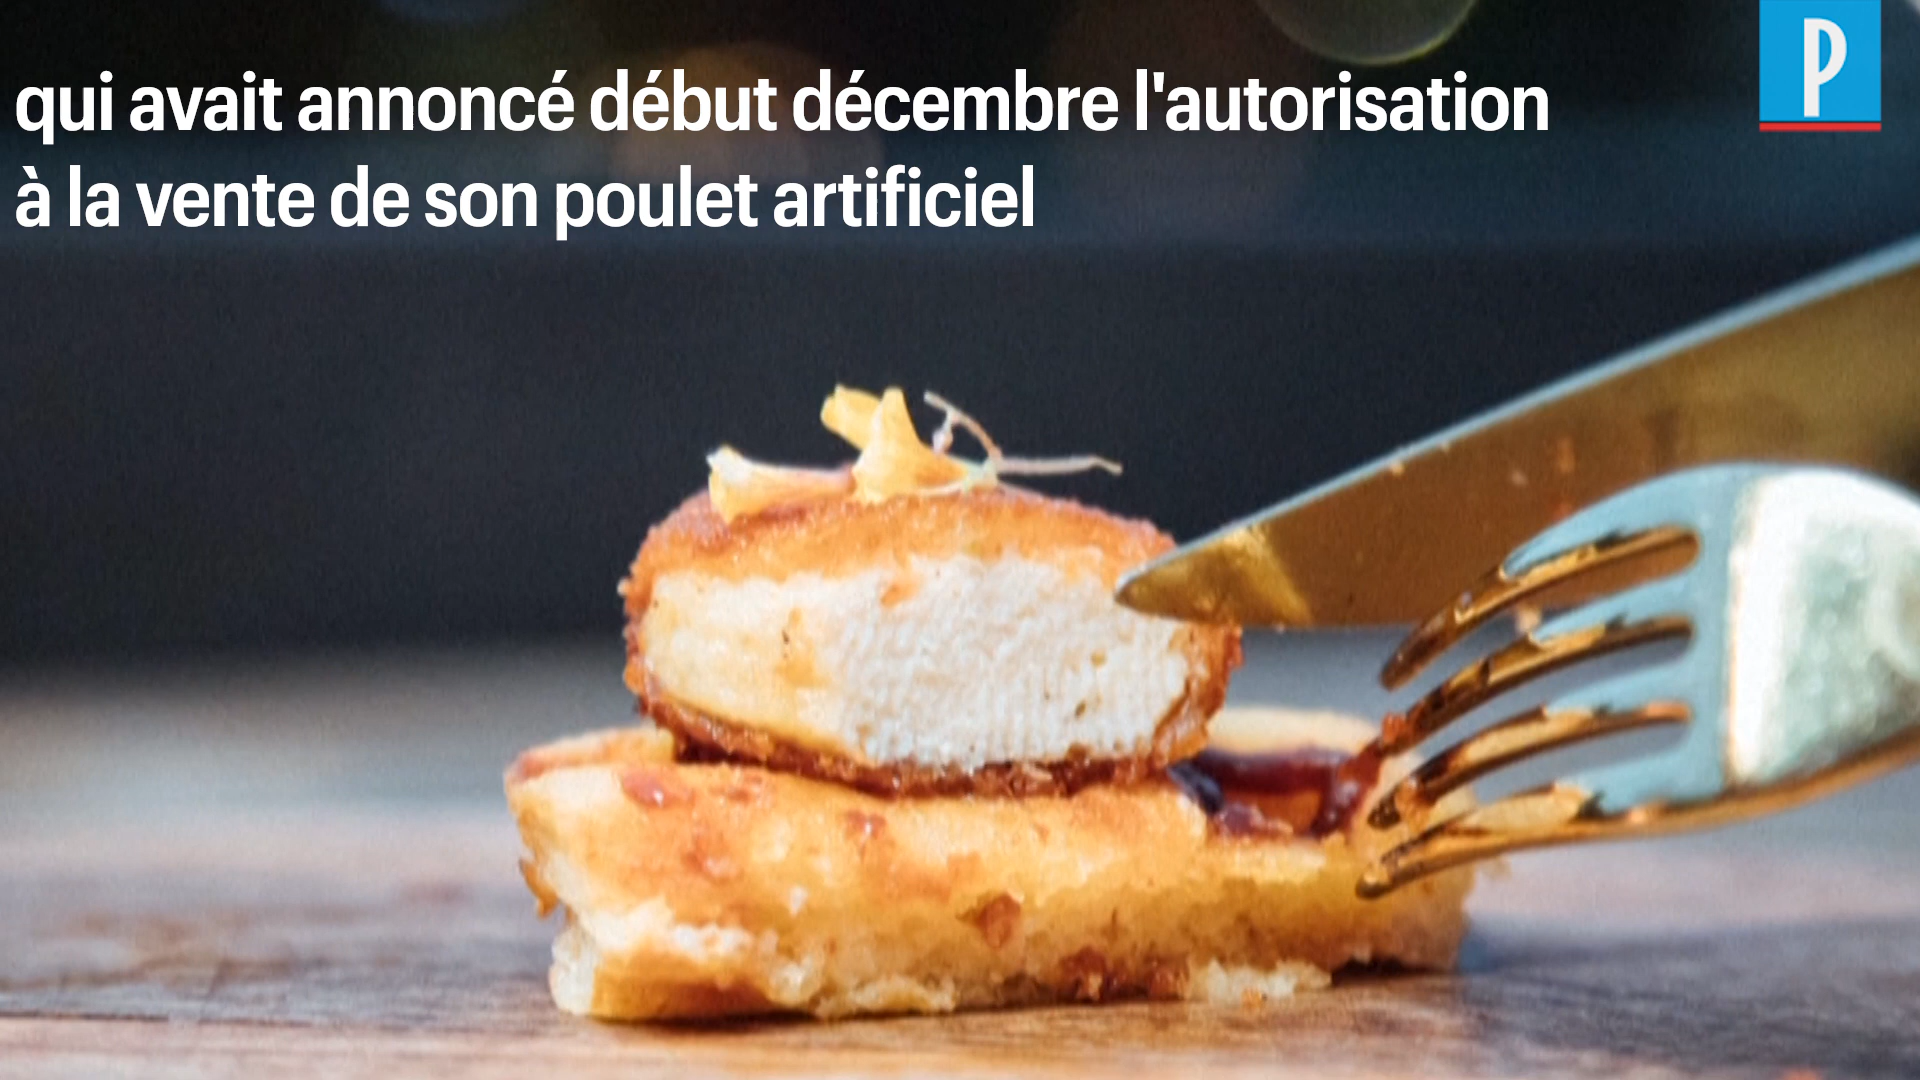 qui avait annoncé début décembre l'autorisation
à la vente de son poulet artificiel
P